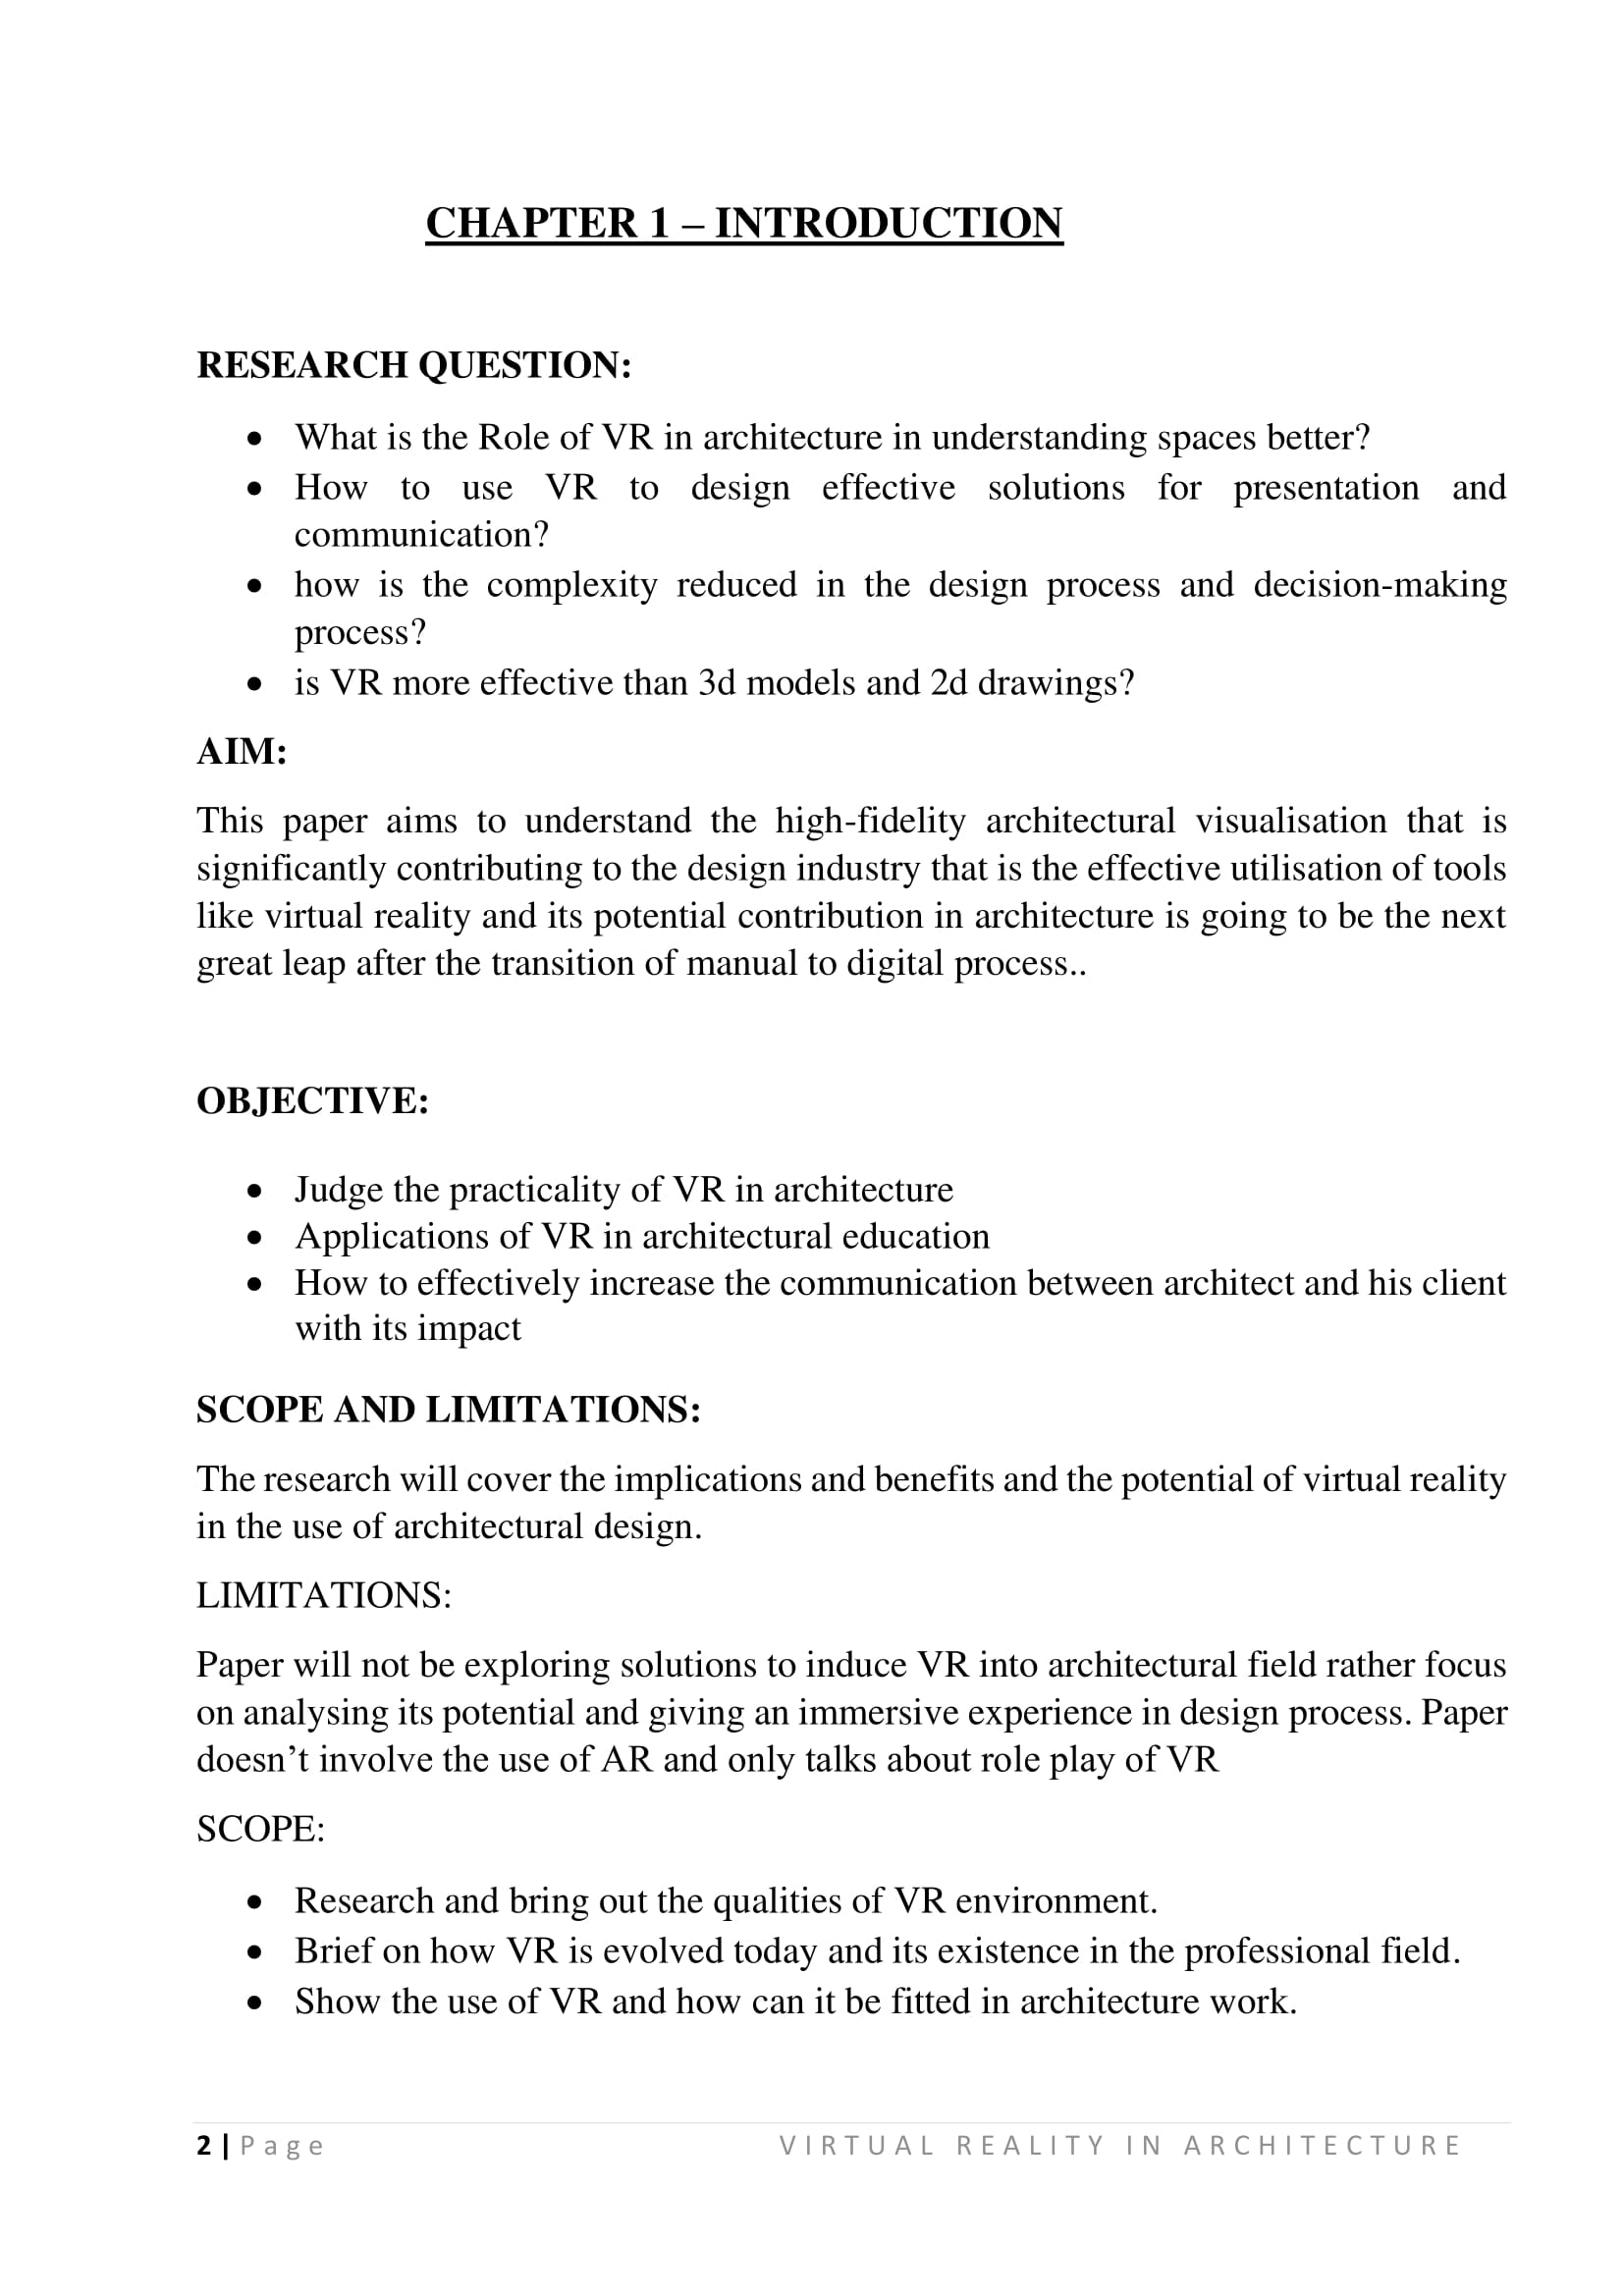 CHAPTER 1 – INTRODUCTION
RESEARCH QUESTION:
• What is the Role of VR in architecture in understanding spaces better?
• How to use VR to design effective solutions for presentation and
communication?
• how is the complexity reduced in the design process and decision-making
process?
• is VR more effective than 3d models and 2d drawings?
AIM:
This paper aims to understand the high-fidelity architectural visualisation that is
significantly contributing to the design industry that is the effective utilisation of tools
like virtual reality and its potential contribution in architecture is going to be the next
great leap after the transition of manual to digital process..
OBJECTIVE:
• Judge the practicality of VR in architecture
• Applications of VR in architectural education
• How to effectively increase the communication between architect and his client
with its impact
SCOPE AND LIMITATIONS:
The research will cover the implications and benefits and the potential of virtual reality
in the use of architectural design.
LIMITATIONS:
Paper will not be exploring solutions to induce VR into architectural field rather focus
on analysing its potential and giving an immersive experience in design process. Paper
doesn’t involve the use of AR and only talks about role play of VR
SCOPE:
• Research and bring out the qualities of VR environment.
• Brief on how VR is evolved today and its existence in the professional field.
• Show the use of VR and how can it be fitted in architecture work.
2 | Page VIRTUAL REALITY IN ARCHITECTURE